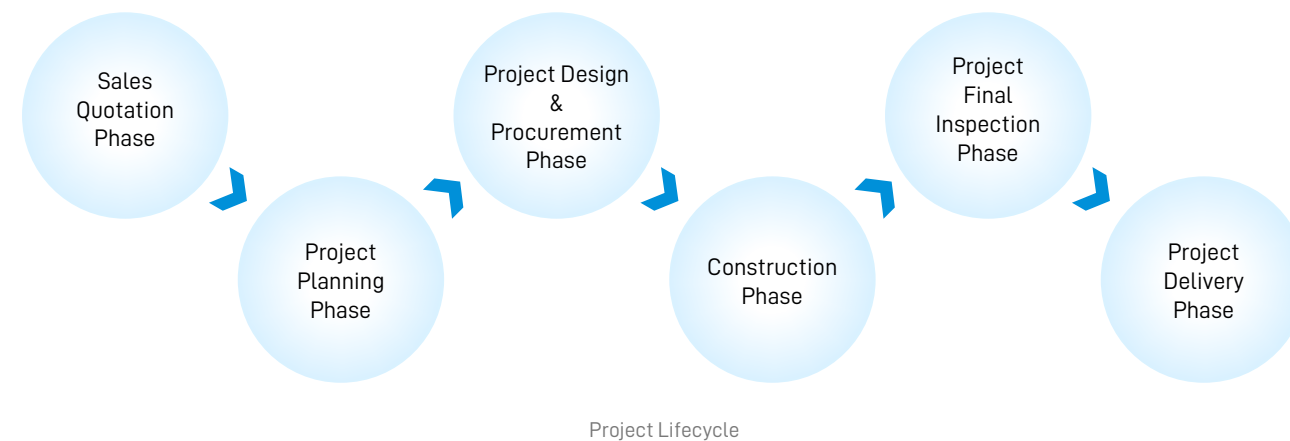 Sales
Quotation
Phase
Project
Planning
Phase
Project Design
&
Procurement
Phase
Construction
Phase
Project
Final
Inspection
Phase
Project
Delivery
Phase
Project Lifecycle